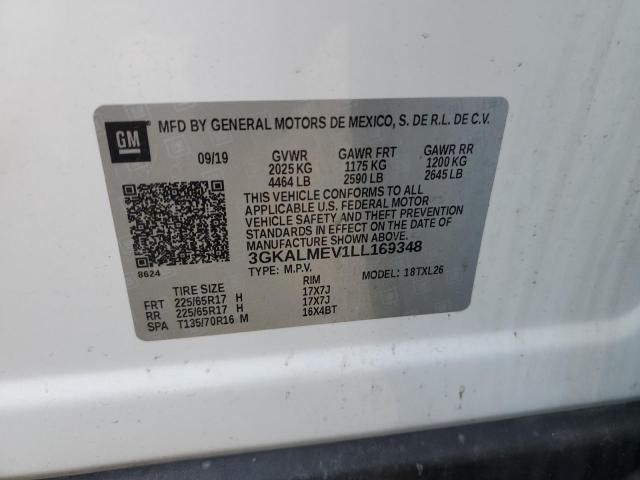 GM
MFD BY GENERAL MOTORS DE MEXICO, S. DE R.L. DE C.V.
09/19 GVWR GAWR FRT GAWR RR
2025 KG 1175 KG 1200 KG
4464 LB 2590 LB 2645 LB
THIS VEHICLE CONFORMS TO ALL
APPLICABLE U.S. FEDERAL MOTOR
VEHICLE SAFETY AND THEFT PREVENTION
STANDARDS IN EFFECT ON THE DATE OF
MANUFACTURE SHOWN ABOVE.
3GKALMEV1LL169348
8624
TYPE: M.P.V. MODEL: 18TXL26
TIRE SIZE RIM
FRT 225/65R17 H 17X7J
RR 225/65R17 H 17X7J
SPA T135/70R16 M 16X4BT